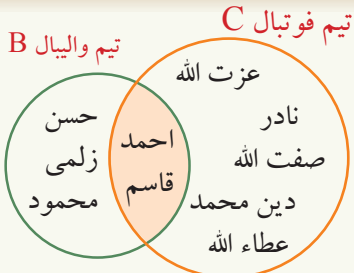 تیم فوتبال C
تیم والیبال B
عزت الله
نادر
صفت الله
دین محمد
عطاء الله
احمد
قاسم
حسن
زلمی
محمود